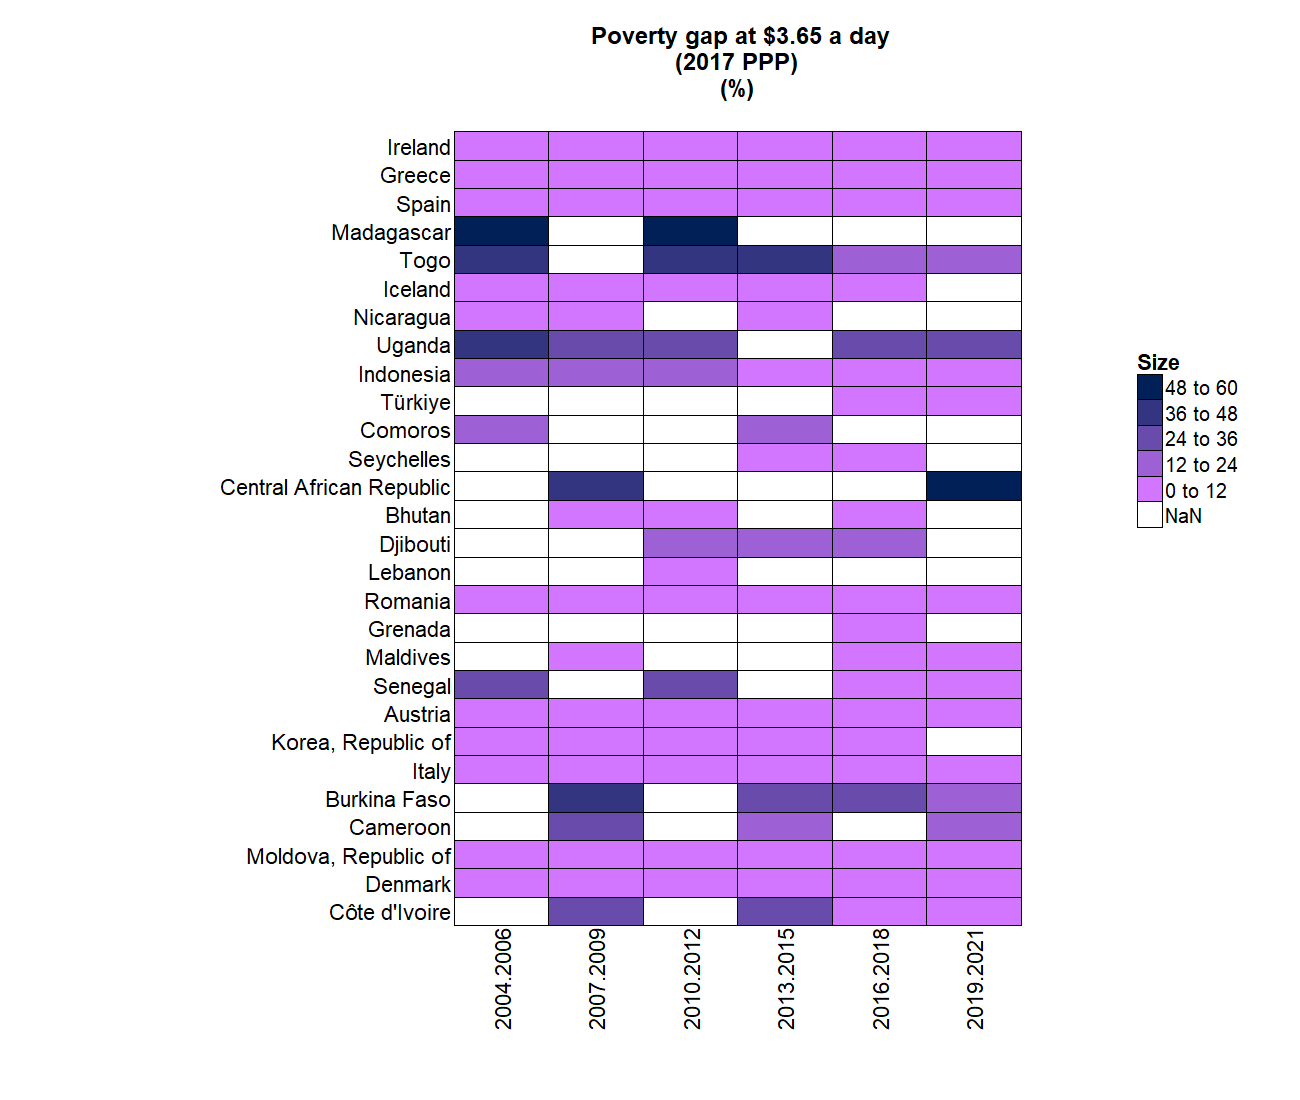 Poverty gap at $3.65 a day
(2017 PPP)
(%)
Ireland
Greece
Spain
Madagascar
Togo
Iceland
Nicaragua
Uganda
Indonesia
Türkiye
Comoros
Seychelles
Central African Republic
Bhutan
Djibouti
Lebanon
Romania
Grenada
Maldives
Senegal
Austria
Korea, Republic of
Italy
Burkina Faso
Cameroon
Moldova, Republic of
Denmark
Côte d'Ivoire
2004.2006
2007.2009
2010.2012
2013.2015
2016.2018
2019.2021
Size
48 to 60
36 to 48
24 to 36
12 to 24
0 to 12
NaN